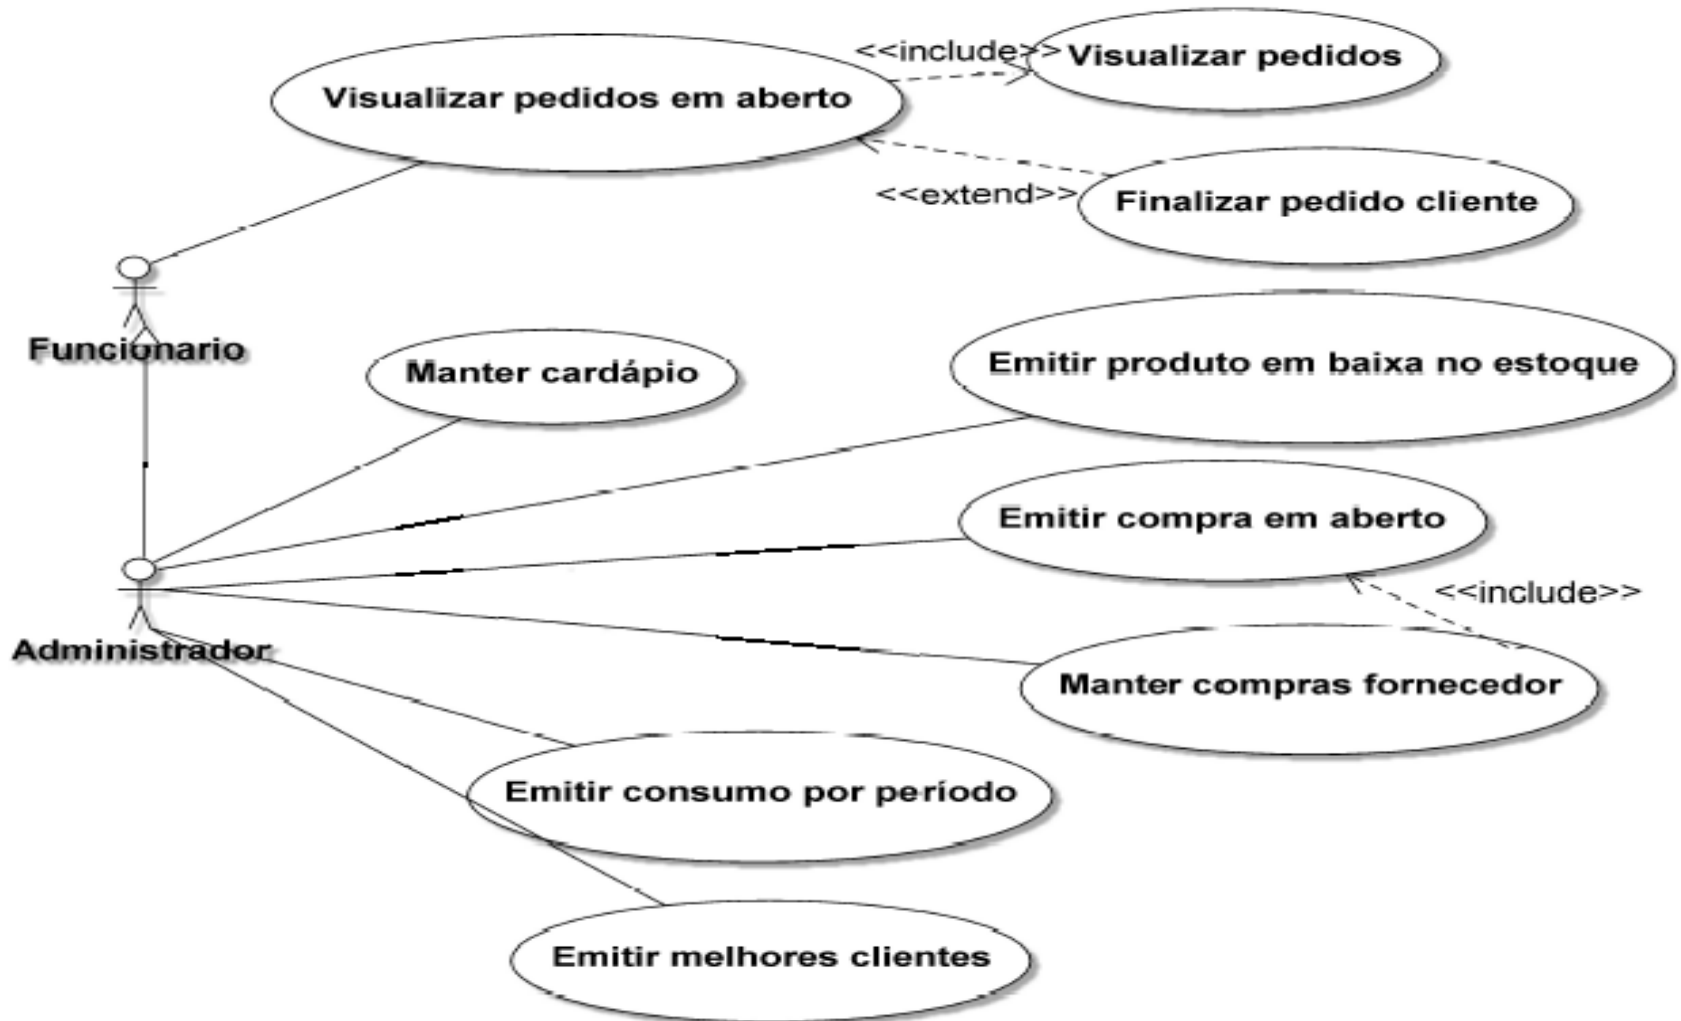 <<include>>
Visualizar pedidos
Visualizar pedidos em aberto
<<extend>>
Finalizar pedido cliente
Funcionario
Manter cardápio
Emitir produto em baixa no estoque
Emitir compra em aberto
<<include>>
Administrador
Manter compras fornecedor
Emitir consumo por período
Emitir melhores clientes